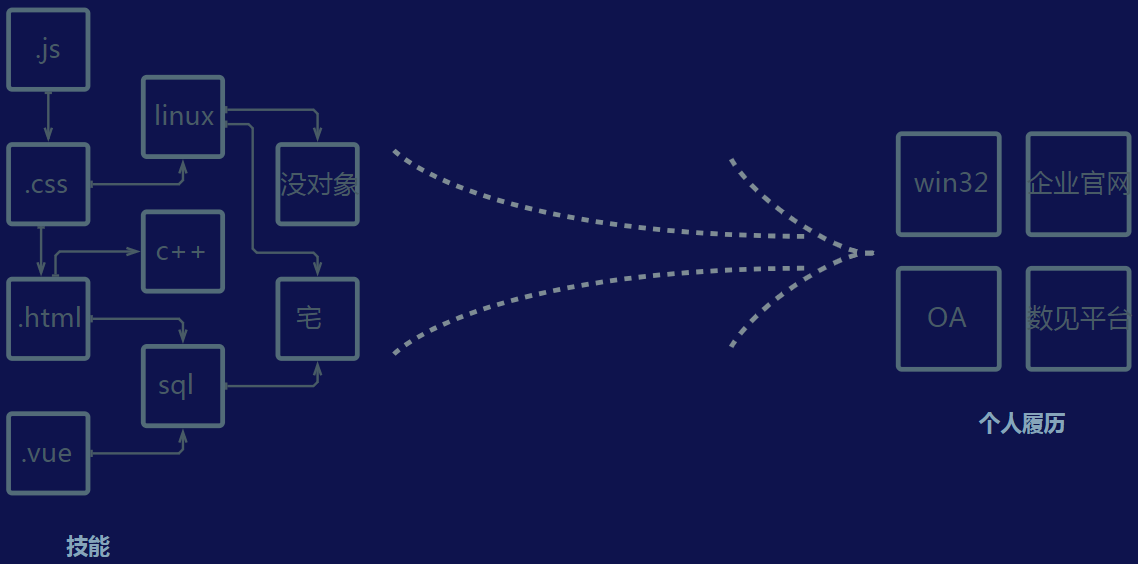 .js
.css
.html
.vue
linux
c++
sql
没对象
宅
技能
win32
企业官网
OA
数见平台
个人履历